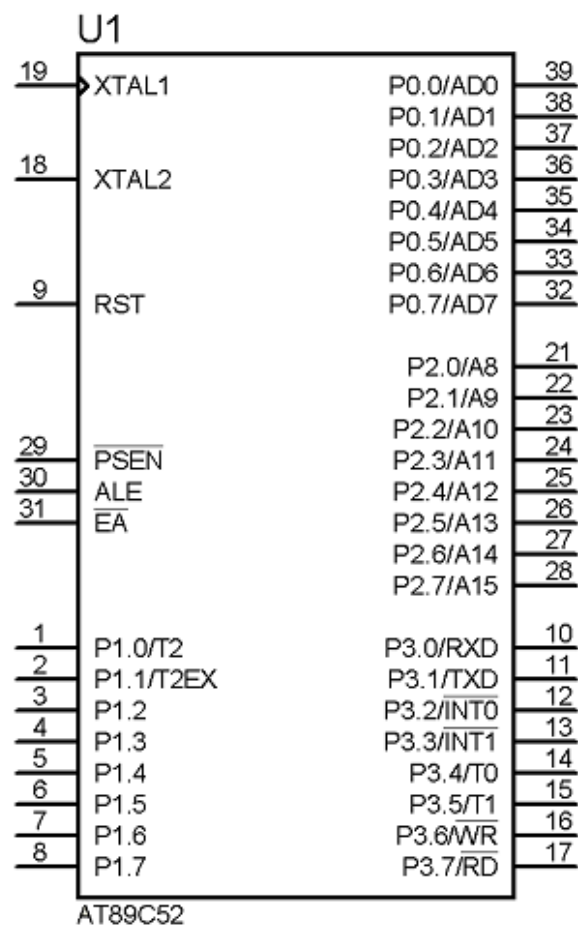 U1
19 XTAL1 P0.0/AD0 39
P0.1/AD1 38
P0.2/AD2 37
18 XTAL2 P0.3/AD3 36
P0.4/AD4 35
P0.5/AD5 34
P0.6/AD6 33
9 RST P0.7/AD7 32
P2.0/A8 21
P2.1/A9 22
P2.2/A10 23
29 PSEN P2.3/A11 24
30 ALE P2.4/A12 25
31 EA P2.5/A13 26
P2.6/A14 27
P2.7/A15 28
1 P1.0/T2 P3.0/RXD 10
2 P1.1/T2EX P3.1/TXD 11
3 P1.2 P3.2/INT0 12
4 P1.3 P3.3/INT1 13
5 P1.4 P3.4/T0 14
6 P1.5 P3.5/T1 15
7 P1.6 P3.6/WR 16
8 P1.7 P3.7/RD 17
AT89C52